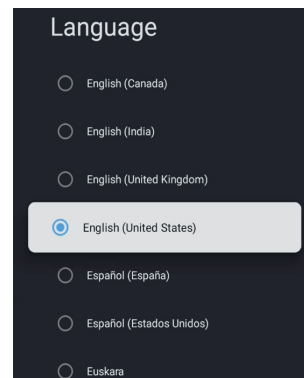 Language
English (Canada)
English (India)
English (United Kingdom)
English (United States)
Español (España)
Español (Estados Unidos)
Euskara